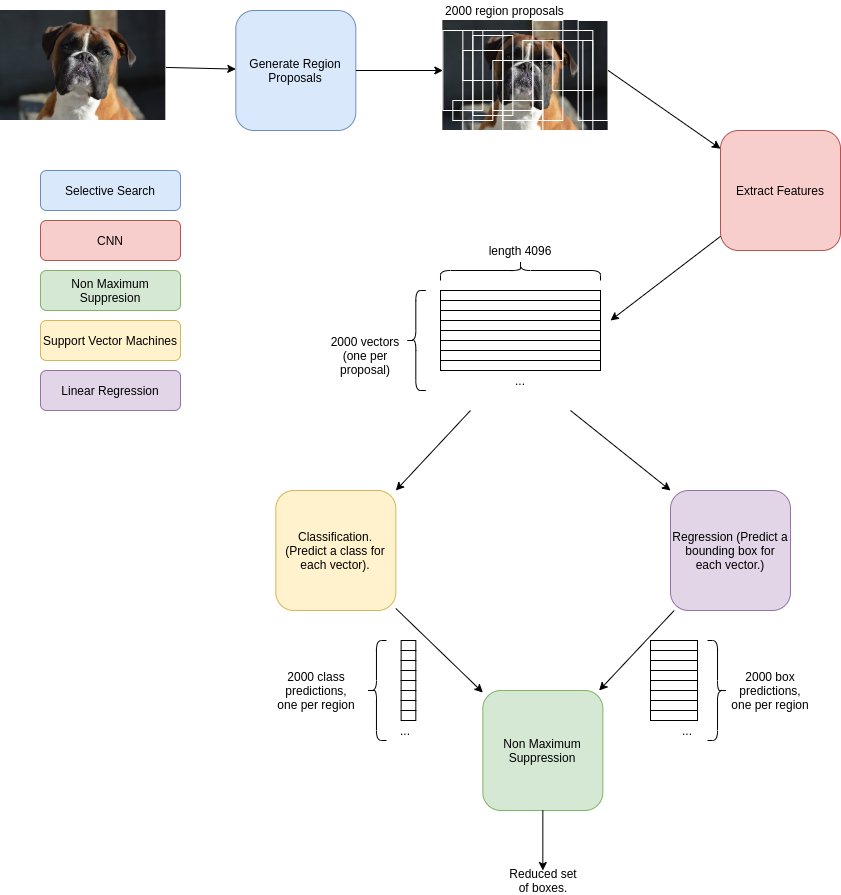 2000 region proposals
Generate Region
Proposals
Extract Features
Selective Search
CNN
Non Maximum
Suppresion
Support Vector Machines
Linear Regression
length 4096
2000 vectors
(one per
proposal)
...
Classification.
(Predict a class for
each vector).
Regression (Predict a
bounding box for
each vector.)
2000 class
predictions,
one per region
...
2000 box
predictions,
one per region
...
Non Maximum
Suppression
Reduced set
of boxes.